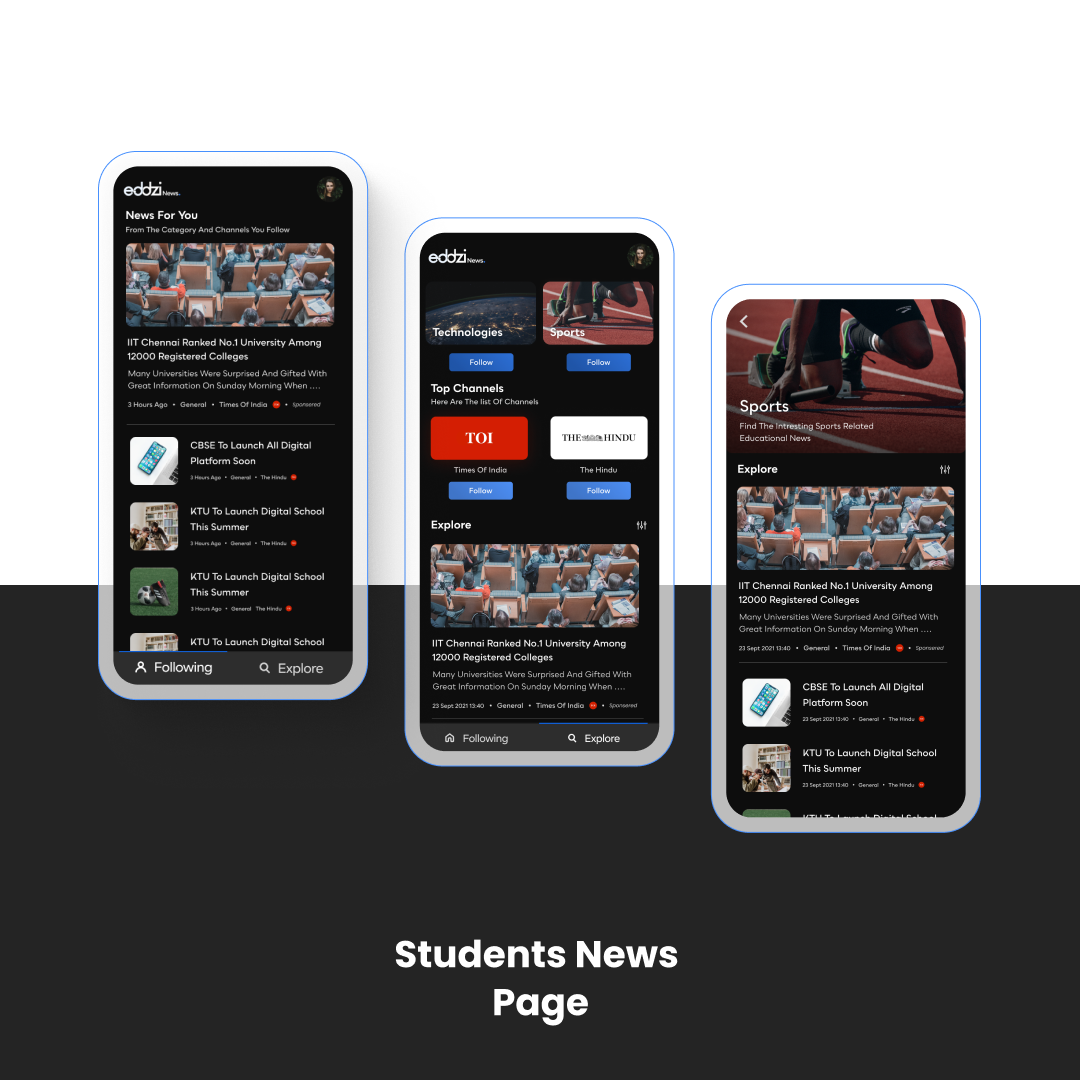 eddzi News.
News For You
From The Category And Channels You Follow
IIT Chennai Ranked No.1 University Among
12000 Registered Colleges
Many Universities Were Surprised And Gifted With
Great Information On Sunday Morning When ....
3 Hours Ago • General • Times Of India • Sponsored
CBSE To Launch All Digital
Platform Soon
3 Hours Ago • General • The Hindu
KTU To Launch Digital School
This Summer
3 Hours Ago • General • The Hindu
KTU To Launch Digital School
This Summer
3 Hours Ago • General The Hindu
KTU To Launch Digital School
Following Explore
eddzi News.
Technologies Sports
Follow Follow
Top Channels
Here Are The list Of Channels
TOI THE HINDU
Times Of India The Hindu
Follow Follow
Explore
IIT Chennai Ranked No.1 University Among
12000 Registered Colleges
Many Universities Were Surprised And Gifted With
Great Information On Sunday Morning When ....
23 Sept 2021 13:40 • General • Times Of India • Sponsored
Following Explore
Sports
Find The Intresting Sports Related
Educational News
Explore
IIT Chennai Ranked No.1 University Among
12000 Registered Colleges
Many Universities Were Surprised And Gifted With
Great Information On Sunday Morning When ....
23 Sept 2021 13:40 • General • Times Of India • Sponsored
CBSE To Launch All Digital
Platform Soon
23 Sept 2021 13:40 • General • The Hindu
KTU To Launch Digital School
This Summer
23 Sept 2021 13:40 • General • The Hindu
KTU To Launch Digital School
Students News
Page